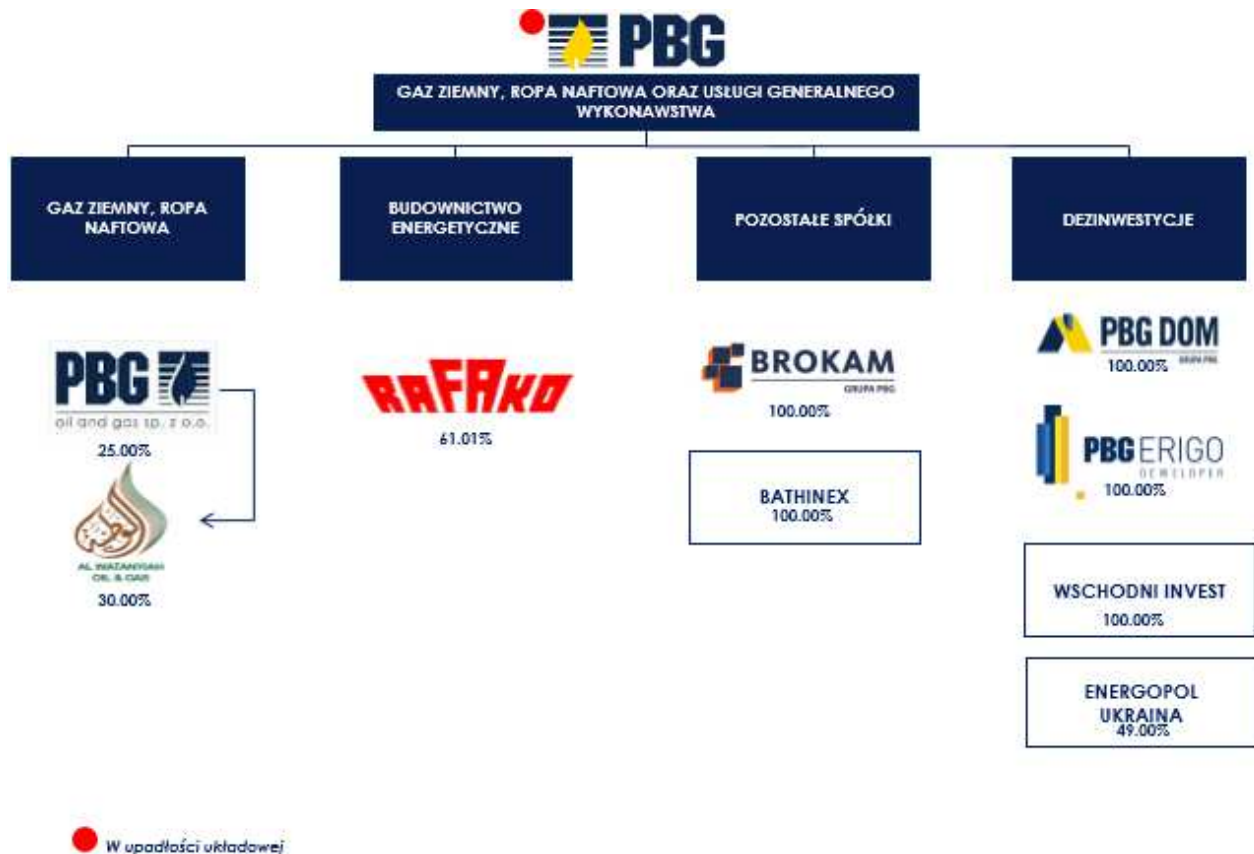 PBG
GAZ ZIEMNY, ROPA NAFTOWA ORAZ USŁUGI GENERALNEGO
WYKONAWSTWA
GAZ ZIEMNY, ROPA
NAFTOWA
BUDOWNICTWO
ENERGETYCZNE
POZOSTAŁE SPÓŁKI
DEZINWESTYCJE
PBG
oil and gas sp. z o.o.
25.00%
AL WATANIYAH
OIL & GAS
30.00%
RAFAKO
61.01%
BROKAM
GRUPA PBG
100.00%
BATHINEX
100.00%
PBG DOM
GRUPA PBG
100.00%
PBG ERIGO
DEWELOPER
100.00%
WSCHODNI INVEST
100.00%
ENERGOPOL
UKRAINA
49.00%
W upadłości układowej